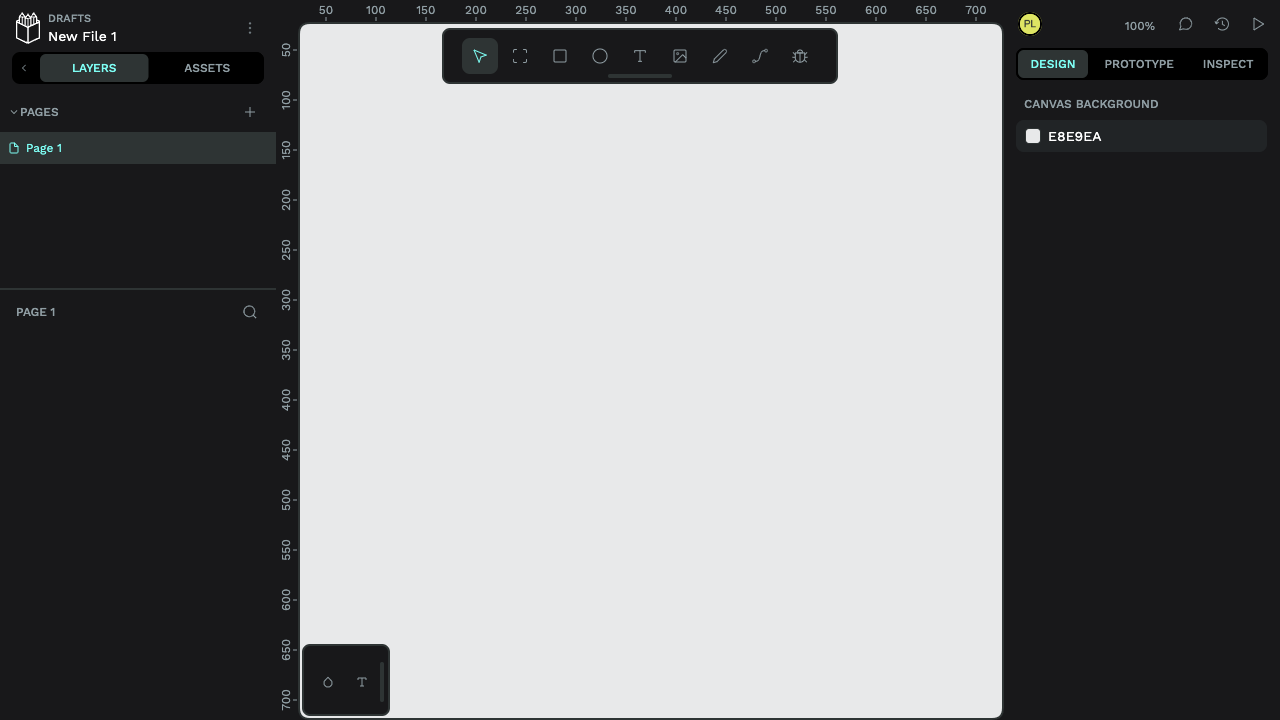 DRAFTS
New File 1
LAYERS
ASSETS
PAGES
Page 1
PAGE 1
50 100 150 200 250 300 350 400 450 500 550 600 650 700
50
100
150
200
250
300
350
400
450
500
550
600
650
700
PL
100%
DESIGN
PROTOTYPE
INSPECT
CANVAS BACKGROUND
E8E9EA